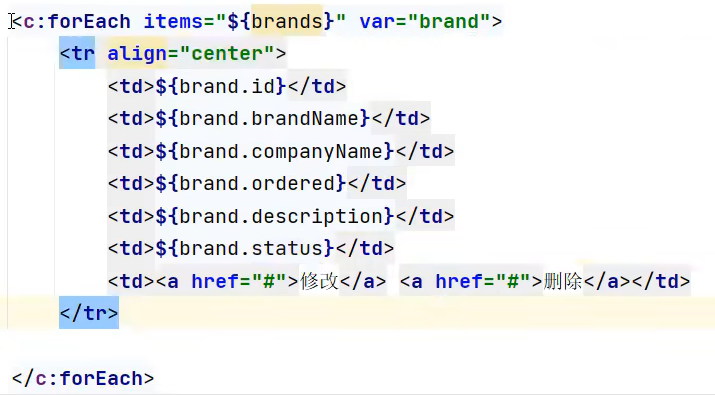 <c:forEach items="${brands}" var="brand">
    <tr align="center">
        <td>${brand.id}</td>
        <td>${brand.brandName}</td>
        <td>${brand.companyName}</td>
        <td>${brand.ordered}</td>
        <td>${brand.description}</td>
        <td>${brand.status}</td>
        <td><a href="#">修改</a> <a href="#">删除</a></td>
    </tr>
</c:forEach>